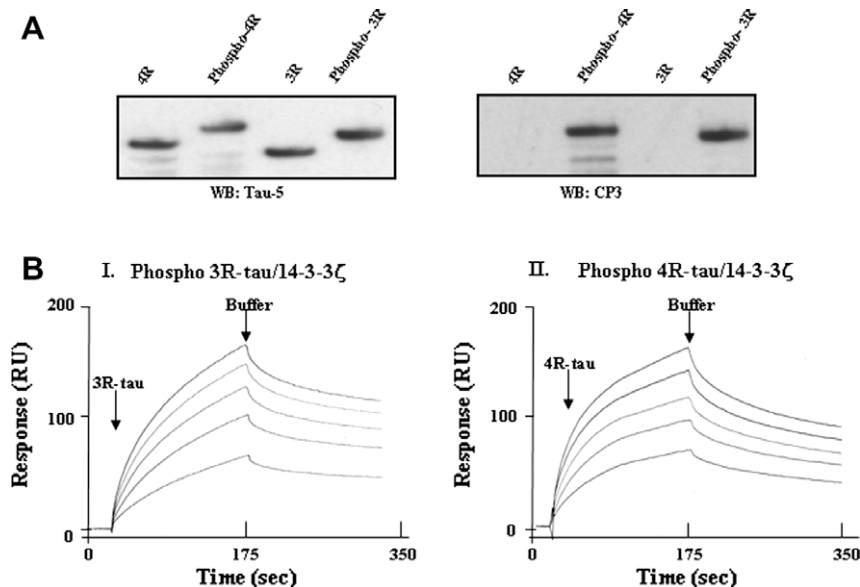 A
4R Phospho-4R 3R Phospho-3R
WB: Tau-5
4R Phospho-4R 3R Phospho-3R
WB: CP3
B
I. Phospho 3R-tau/14-3-3ζ
200
100
0
Response (RU)
3R-tau
Buffer
0 175 350
Time (sec)
II. Phospho 4R-tau/14-3-3ζ
200
100
0
Response (RU)
4R-tau
Buffer
0 175 350
Time (sec)